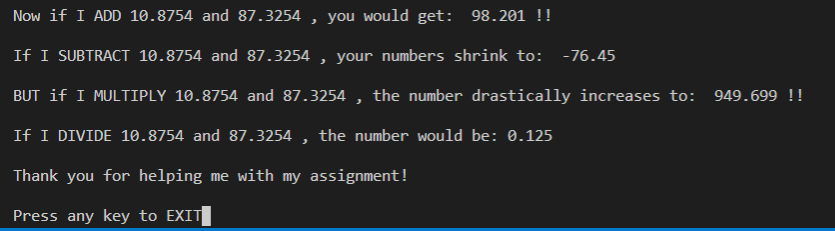 Now if I ADD 10.8754 and 87.3254 , you would get:  98.201 !!
If I SUBTRACT 10.8754 and 87.3254 , your numbers shrink to:  -76.45
BUT if I MULTIPLY 10.8754 and 87.3254 , the number drastically increases to:  949.699 !!
If I DIVIDE 10.8754 and 87.3254 , the number would be: 0.125
Thank you for helping me with my assignment!
Press any key to EXIT